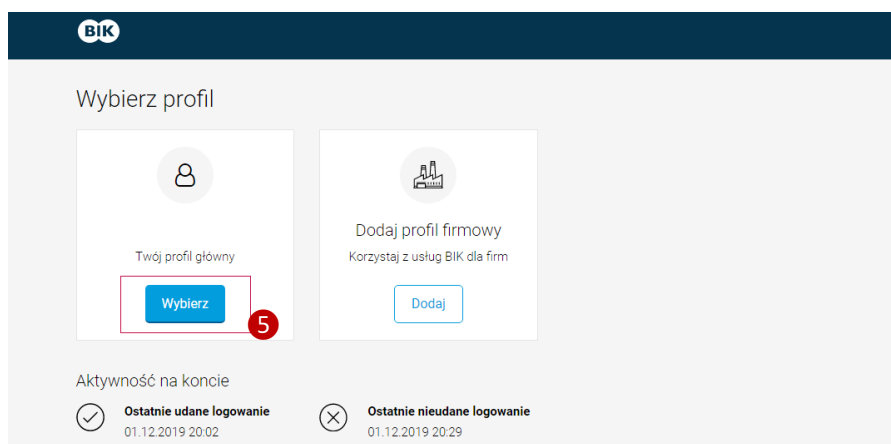 BIK
Wybierz profil
Twój profil główny
Wybierz
5
Dodaj profil firmowy
Korzystaj z usług BIK dla firm
Dodaj
Aktywność na koncie
Ostatnie udane logowanie
01.12.2019 20:02
Ostatnie nieudane logowanie
01.12.2019 20:29